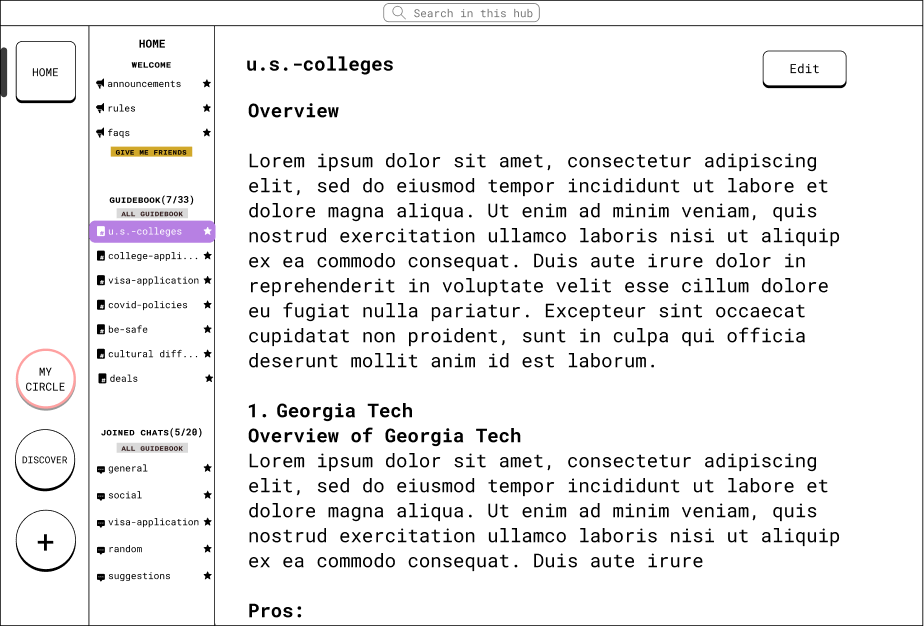 Search in this hub
HOME
MY
CIRCLE
DISCOVER
+
HOME
WELCOME
announcements
rules
faqs
GIVE ME FRIENDS
GUIDEBOOK(7/33)
ALL GUIDEBOOK
u.s.-colleges
college-appli...
visa-application
covid-policies
be-safe
cultural diff...
deals
JOINED CHATS(5/20)
ALL GUIDEBOOK
general
social
visa-application
random
suggestions
u.s.-colleges
Edit
Overview
Lorem ipsum dolor sit amet, consectetur adipiscing
elit, sed do eiusmod tempor incididunt ut labore et
dolore magna aliqua. Ut enim ad minim veniam, quis
nostrud exercitation ullamco laboris nisi ut aliquip
ex ea commodo consequat. Duis aute irure dolor in
reprehenderit in voluptate velit esse cillum dolore
eu fugiat nulla pariatur. Excepteur sint occaecat
cupidatat non proident, sunt in culpa qui officia
deserunt mollit anim id est laborum.
1. Georgia Tech
Overview of Georgia Tech
Lorem ipsum dolor sit amet, consectetur adipiscing
elit, sed do eiusmod tempor incididunt ut labore et
dolore magna aliqua. Ut enim ad minim veniam, quis
nostrud exercitation ullamco laboris nisi ut aliquip
ex ea commodo consequat. Duis aute irure
Pros: